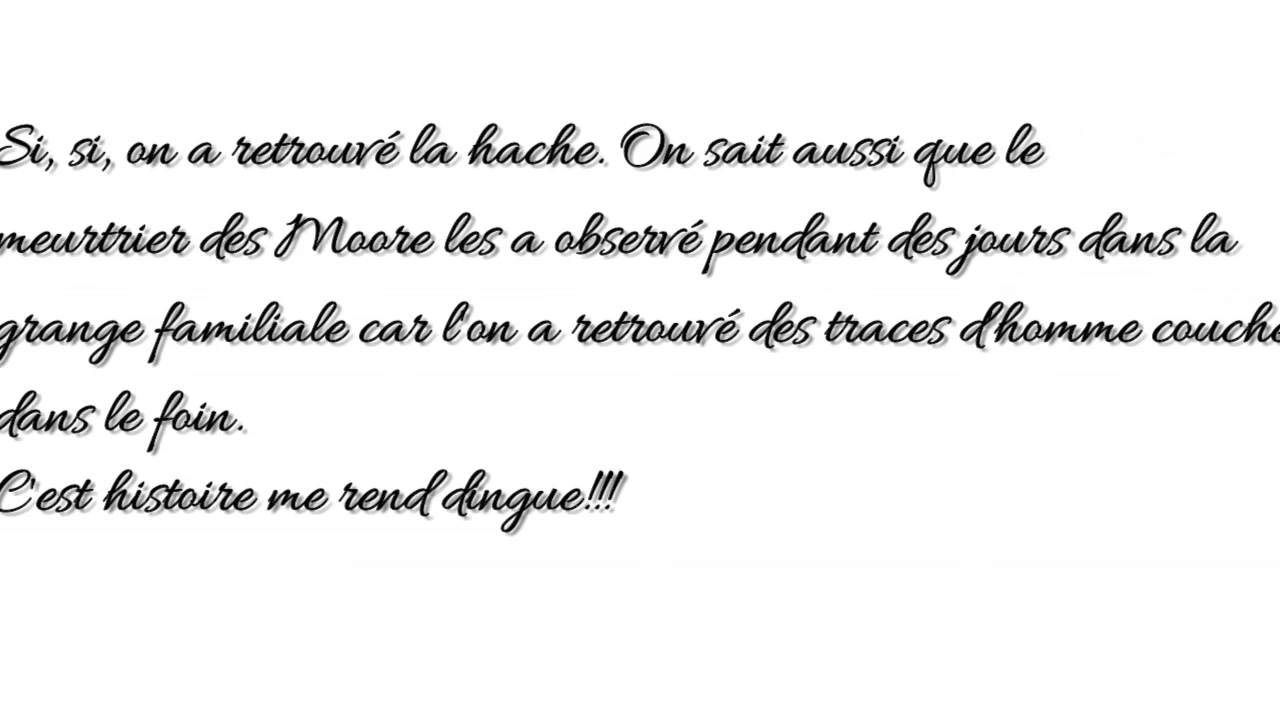 Si, si, on a retrouvé la hache. On sait aussi que le
meurtrier des Moore les a observé pendant des jours dans la
grange familiale car l'on a retrouvé des traces d'homme couche
dans le foin.
C'est histoire me rend dingue!!!